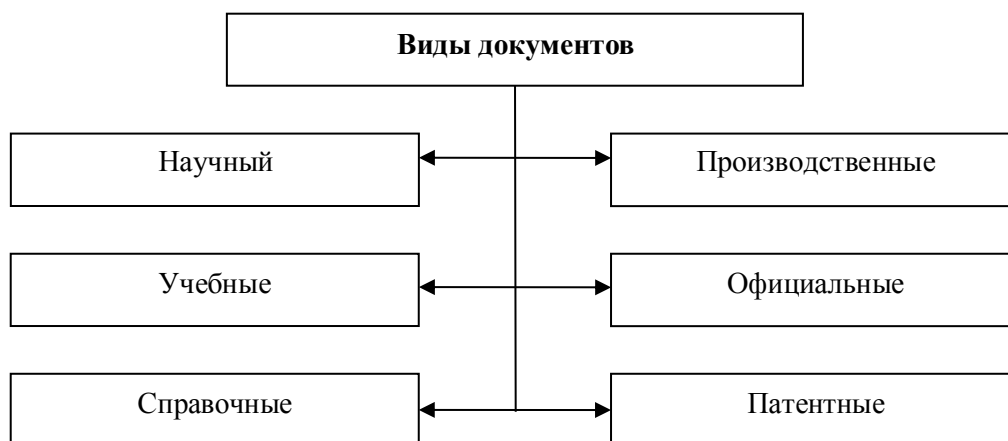 Виды документов
Научный
Производственные
Учебные
Официальные
Справочные
Патентные